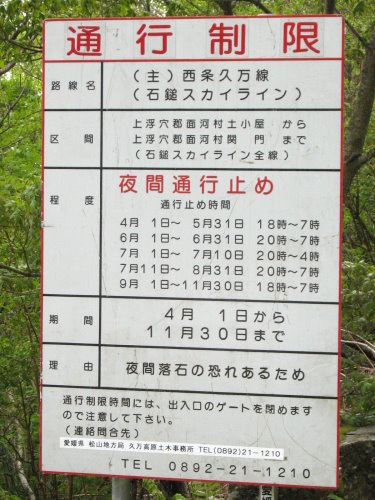 通行制限
路線名
(主)西条久万線
(石鎚スカイライン)
区間
上浮穴郡面河村土小屋 から
上浮穴郡面河村関 門 まで
(石鎚スカイライン全線)
程度
夜間通行止め
通行止め時間
4月 1日~ 5月31日 18時~7時
6月 1日~ 6月31日 20時~7時
7月 1日~ 7月10日 20時~4時
7月11日~ 8月31日 20時~7時
9月 1日~11月30日 18時~7時
期間
4月 1日から
11月30日まで
理由
夜間落石の恐れあるため
通行制限時間には、出入口のゲートを閉めます
ので注意して下さい。
(連絡問合先)
愛媛県 松山地方局 久万高原土木事務所 TEL(0892)21-1210
TEL 0892-21-1210